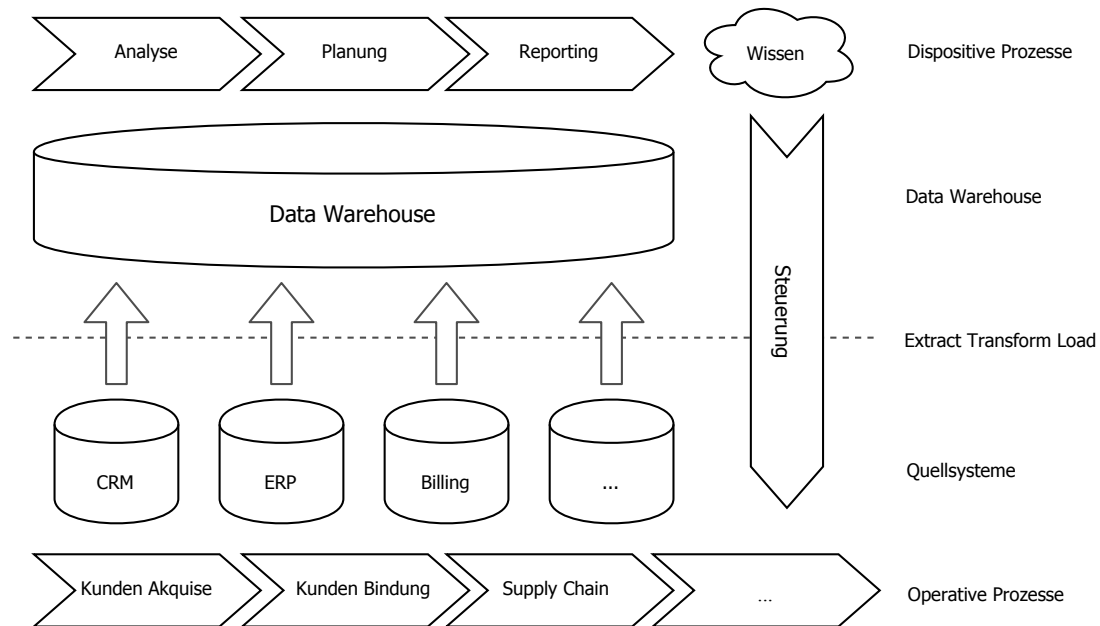 Analyse
Planung
Reporting
Wissen
Dispositive Prozesse
Data Warehouse
Data Warehouse
Steuerung
Extract Transform Load
CRM
ERP
Billing
...
Quellsysteme
Kunden Akquise
Kunden Bindung
Supply Chain
...
Operative Prozesse